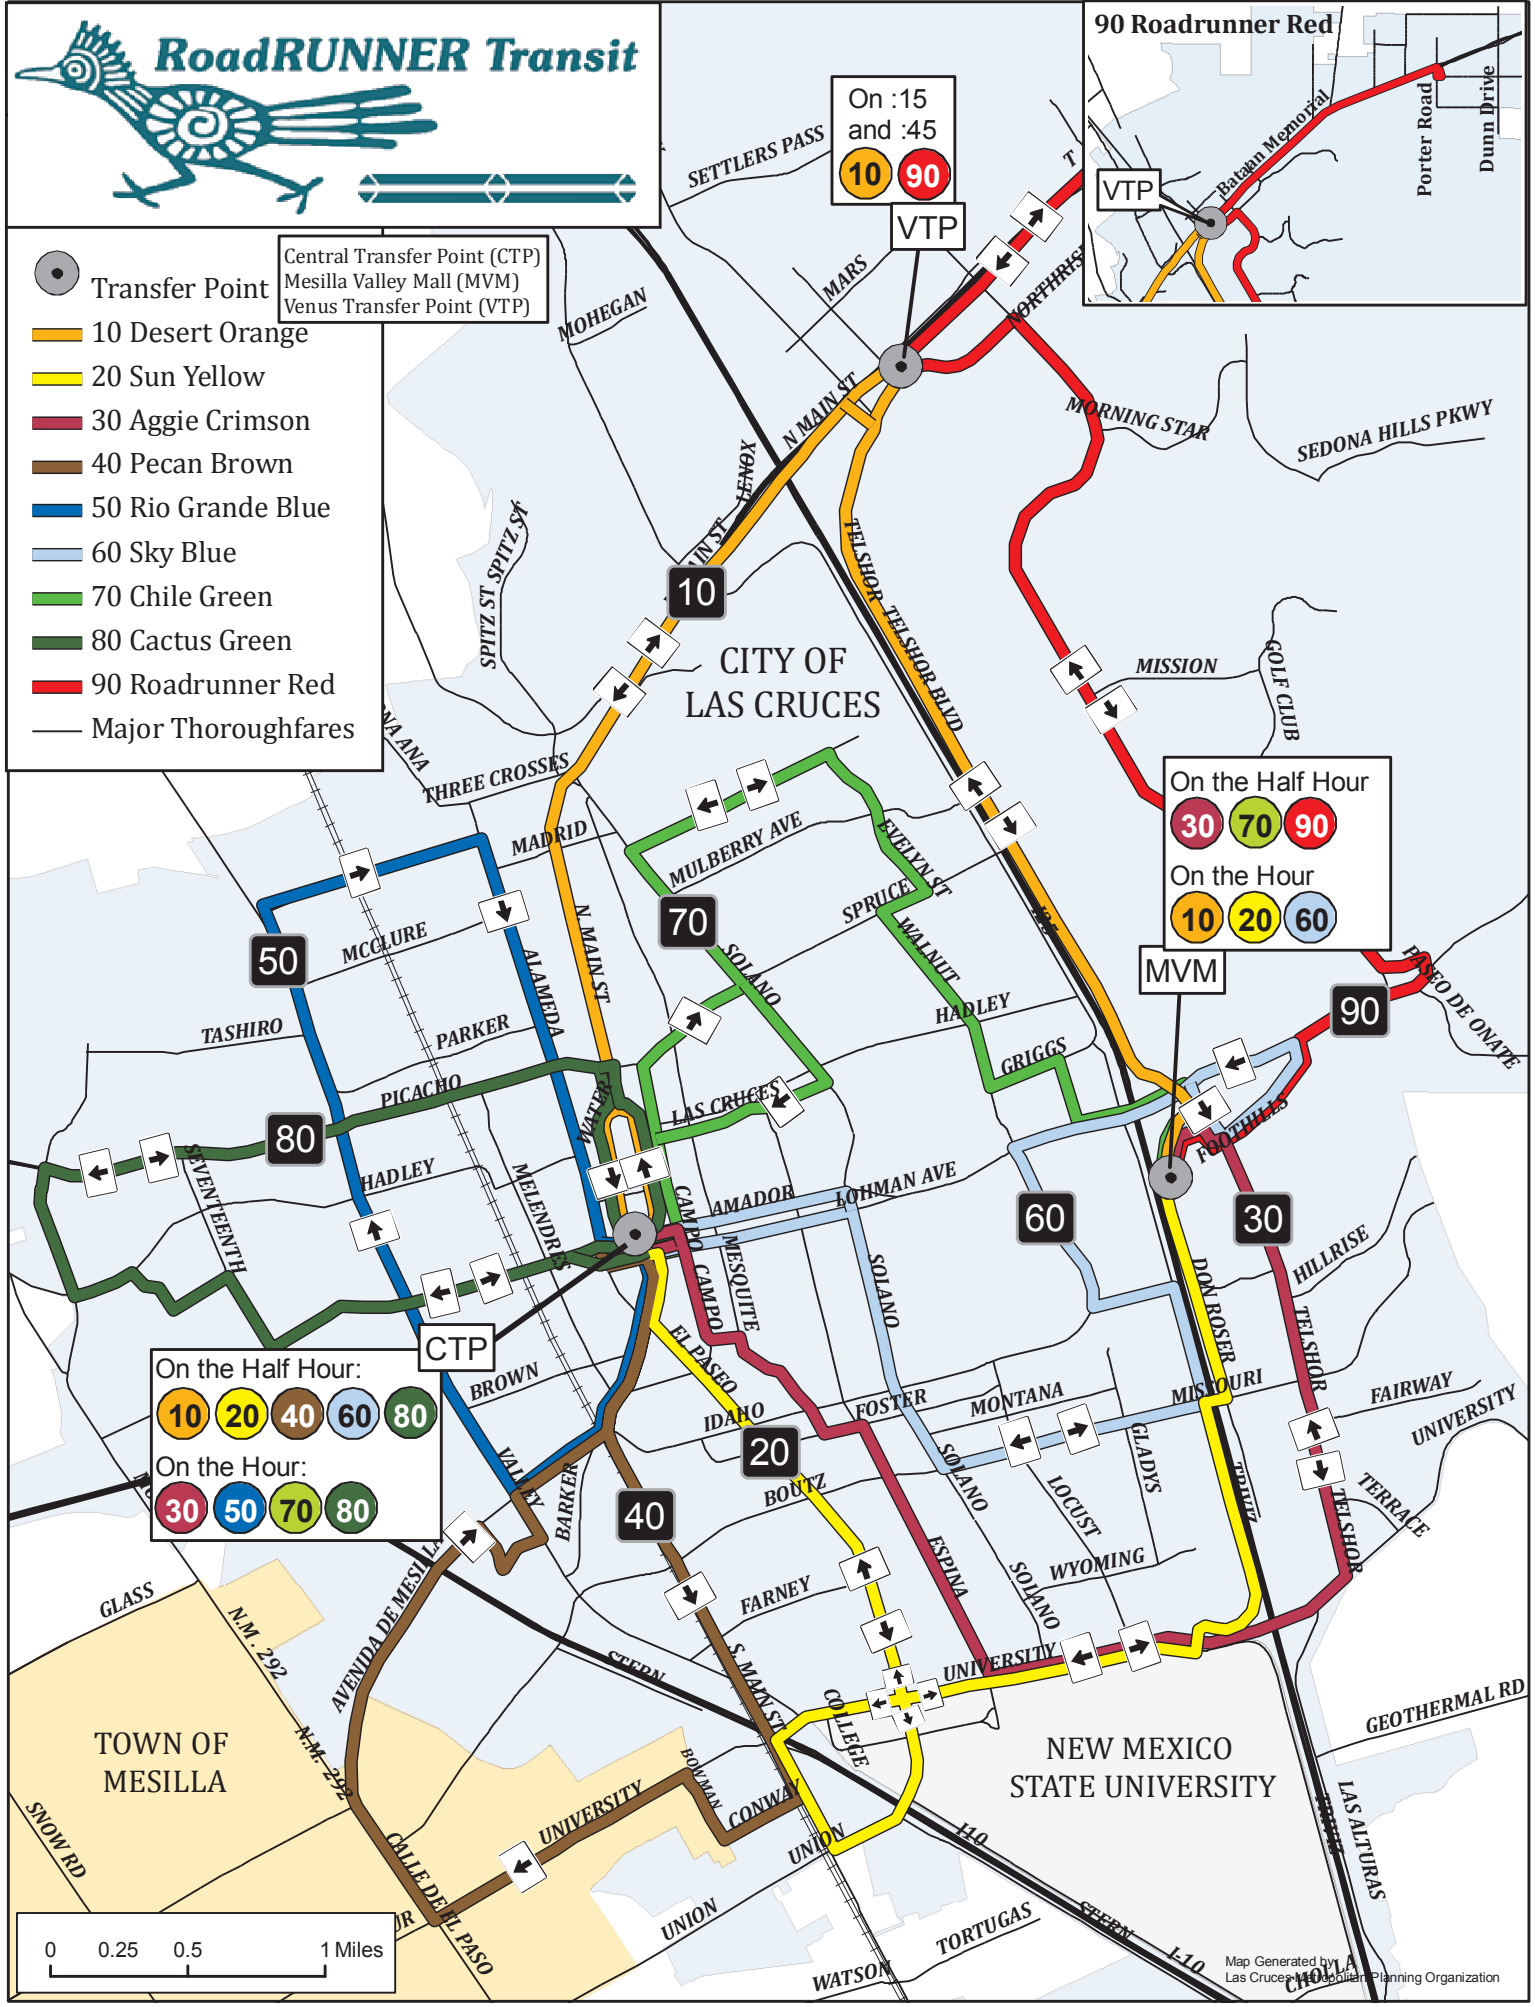 RoadRUNNER Transit
Transfer Point
Central Transfer Point (CTP)
Mesilla Valley Mall (MVM)
Venus Transfer Point (VTP)
10 Desert Orange
20 Sun Yellow
30 Aggie Crimson
40 Pecan Brown
50 Rio Grande Blue
60 Sky Blue
70 Chile Green
80 Cactus Green
90 Roadrunner Red
Major Thoroughfares
90 Roadrunner Red
Bataan Memorial
Porter Road
Dunn Drive
VTP
On :15
and :45
10 90
VTP
SETTLERS PASS
MARS
MOHEGAN
N MAIN ST
LENOX
MORNING STAR
SEDONA HILLS PKWY
SPITZ ST
SPITZ ST
TELSHOR
TELSHOR BLVD
10
CITY OF
LAS CRUCES
MISSION
GOLF CLUB
THREE CROSSES
MADRID
MULBERRY AVE
EVELYN ST
SPRUCE
WALNUT
On the Half Hour
30 70 90
On the Hour
10 20 60
MVM
I25
PASEO DE ONATE
90
50
70
MCCLURE
ALAMEDA
N. MAIN ST
SOLANO
HADLEY
GRIGGS
TASHIRO
PARKER
PICACHO
WATER
LAS CRUCES
FOOTHILLS
80
SEVENTEENTH
HADLEY
MELENDRES
CAMPO
AMADOR
LOHMAN AVE
60
30
CAMPO
MESQUITE
SOLANO
DON ROSER
HILLRISE
TELSHOR
CTP
On the Half Hour:
10 20 40 60 80
On the Hour:
30 50 70 80
BROWN
EL PASEO
IDAHO
FOSTER
MONTANA
MISSOURI
FAIRWAY
UNIVERSITY
20
VALLEY
BARKER
40
BOUTZ
SOLANO
LOCUST
GLADYS
TRIVIZ
TELSHOR
TERRACE
ESPINA
SOLANO
WYOMING
FARNEY
GLASS
N.M. 292
AVENIDA DE MESILLA
STERN
S. MAIN ST
COLLEGE
UNIVERSITY
GEOTHERMAL RD
TOWN OF
MESILLA
N.M. 292
NEW MEXICO
STATE UNIVERSITY
BOWMAN
CONWAY
UNIVERSITY
UNION
I10
TRIVIZ
LAS ALTURAS
SNOW RD
CALLE DEL EL PASO
UNION
TORTUGAS
STERN
WATSON
I-10
CHOLLA
0 0.25 0.5 1 Miles
Map Generated by
Las Cruces Metropolitan Planning Organization